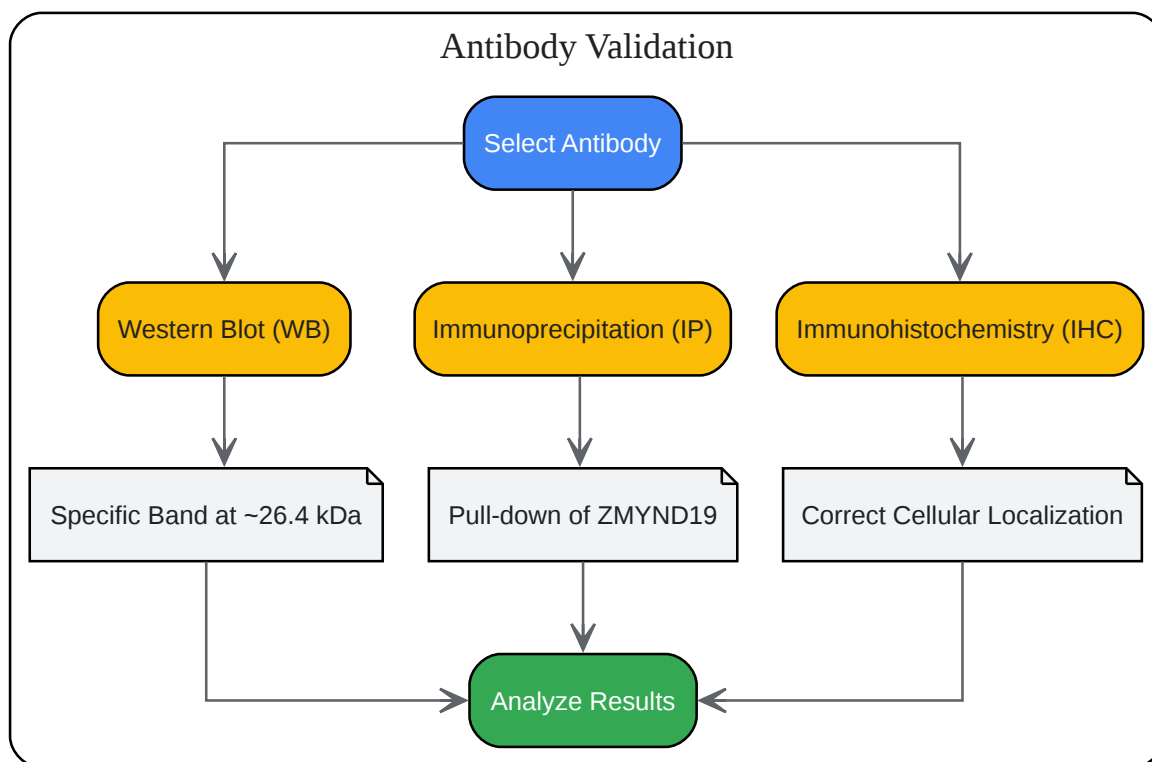 Antibody Validation
Select Antibody
Western Blot (WB)
Immunoprecipitation (IP)
Immunohistochemistry (IHC)
Specific Band at ~26.4 kDa
Pull-down of ZMYND19
Correct Cellular Localization
Analyze Results